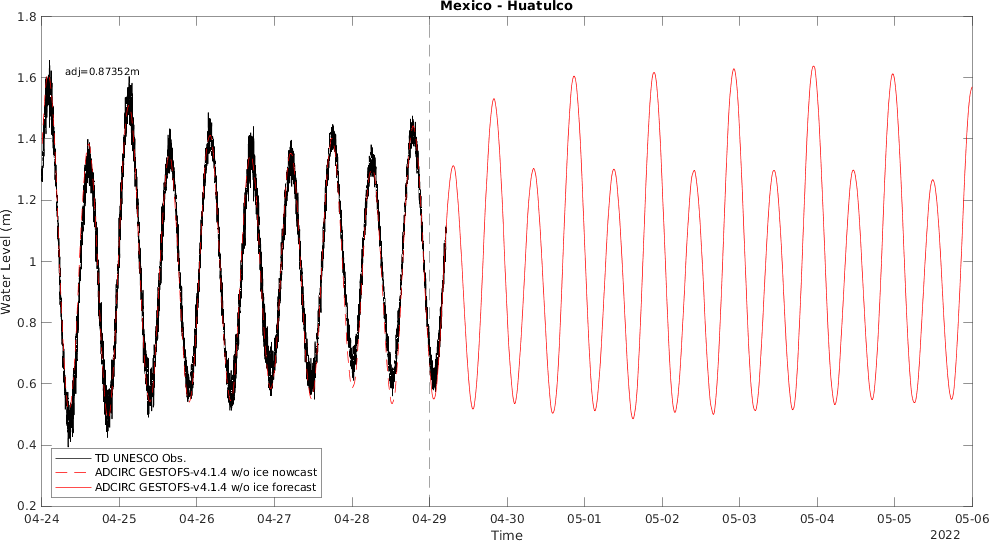 Mexico - Huatulco
1.8
1.6
1.4
1.2
1
0.8
0.6
0.4
0.2
Water Level (m)
adj=0.87352m
TD UNESCO Obs.
ADCIRC GESTOFS-v4.1.4 w/o ice nowcast
ADCIRC GESTOFS-v4.1.4 w/o ice forecast
04-24 04-25 04-26 04-27 04-28 04-29 04-30 05-01 05-02 05-03 05-04 05-05 05-06
Time
2022